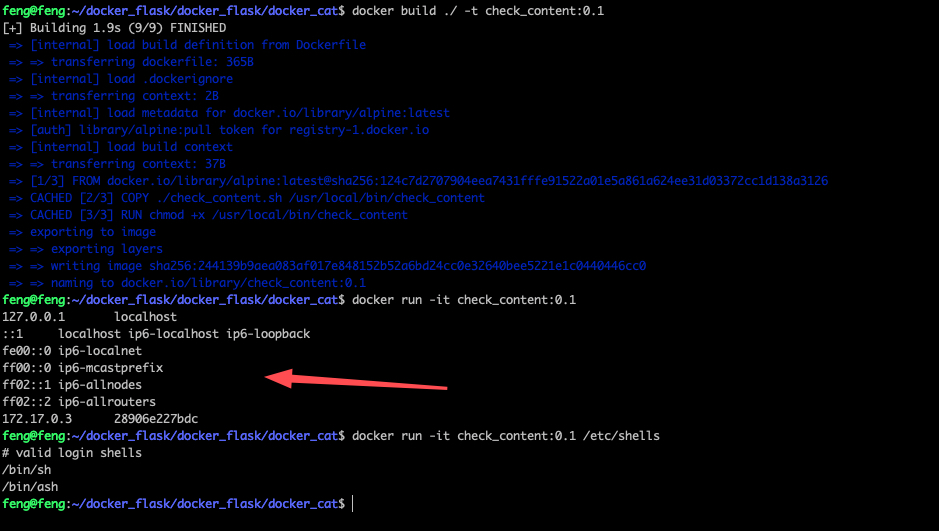 feng@feng:~/docker_flask/docker_flask/docker_cat$ docker build ./ -t check_content:0.1
[+] Building 1.9s (9/9) FINISHED
=> [internal] load build definition from Dockerfile
=> => transferring dockerfile: 365B
=> [internal] load .dockerignore
=> => transferring context: 2B
=> [internal] load metadata for docker.io/library/alpine:latest
=> [auth] library/alpine:pull token for registry-1.docker.io
=> [internal] load build context
=> => transferring context: 37B
=> [1/3] FROM docker.io/library/alpine:latest@sha256:124c7d2707904eea7431fffe91522a01e5a861a624ee31d03372cc1d138a3126
=> CACHED [2/3] COPY ./check_content.sh /usr/local/bin/check_content
=> CACHED [3/3] RUN chmod +x /usr/local/bin/check_content
=> exporting to image
=> => exporting layers
=> => writing image sha256:244139b9aea083af017e848152b52a6bd24cc0e32640bee5221e1c0440446cc0
=> => naming to docker.io/library/check_content:0.1
feng@feng:~/docker_flask/docker_flask/docker_cat$ docker run -it check_content:0.1
127.0.0.1 localhost
::1 localhost ip6-localhost ip6-loopback
fe00::0 ip6-localnet
ff00::0 ip6-mcastprefix
ff02::1 ip6-allnodes
ff02::2 ip6-allrouters
172.17.0.3 28906e227bdc
feng@feng:~/docker_flask/docker_flask/docker_cat$ docker run -it check_content:0.1 /etc/shells
# valid login shells
/bin/sh
/bin/ash
feng@feng:~/docker_flask/docker_flask/docker_cat$